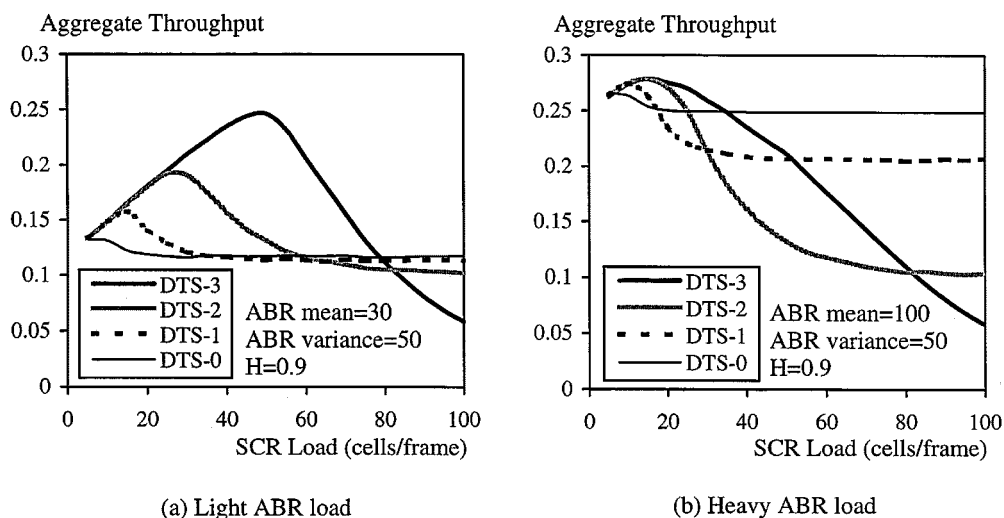 Aggregate Throughput
0.3
0.25
0.2
0.15
0.1
0.05
0
DTS-3
DTS-2
DTS-1
DTS-0
ABR mean=30
ABR variance=50
H=0.9
0 20 40 60 80 100
SCR Load (cells/frame)
(a) Light ABR load
Aggregate Throughput
0.3
0.25
0.2
0.15
0.1
0.05
0
DTS-3
DTS-2
DTS-1
DTS-0
ABR mean=100
ABR variance=50
H=0.9
0 20 40 60 80 100
SCR Load (cells/frame)
(b) Heavy ABR load